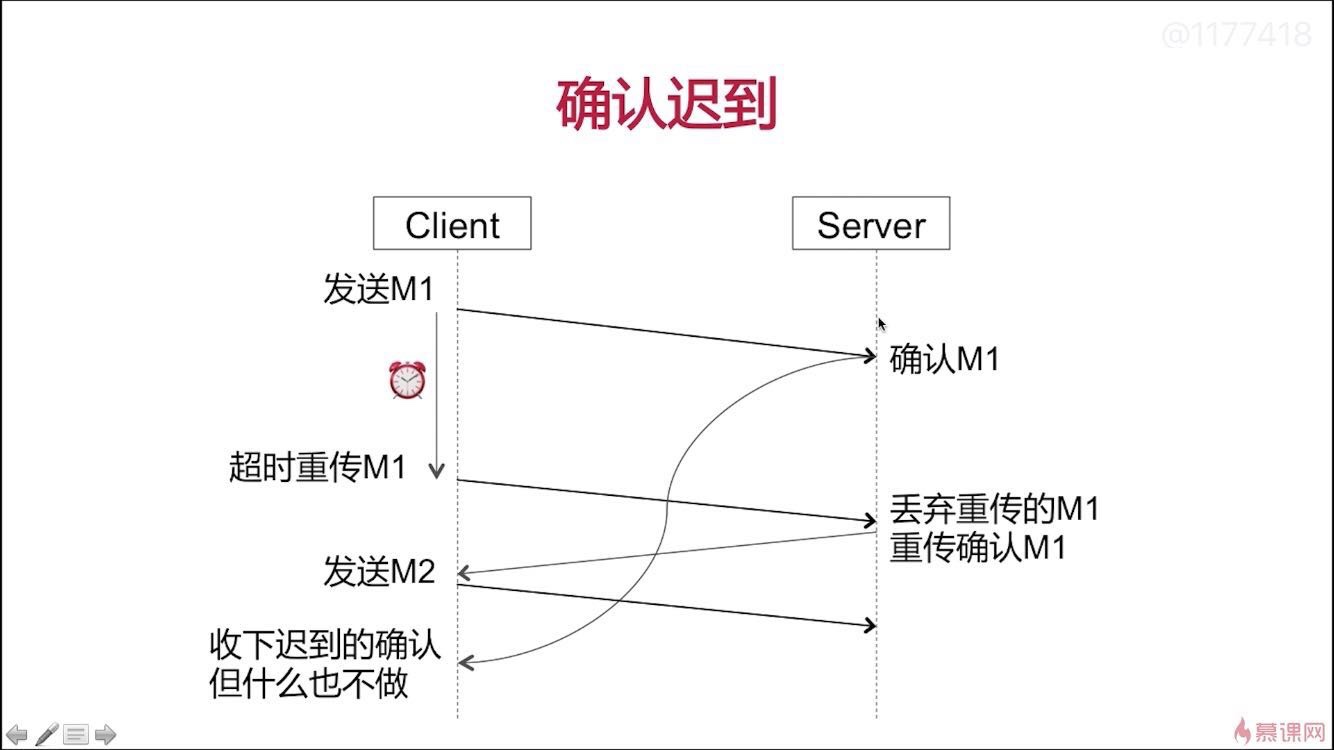 @1177418
确认迟到
Client
Server
发送M1
确认M1
超时重传M1
丢弃重传的M1
重传确认M1
发送M2
收下迟到的确认
但什么也不做
慕课网